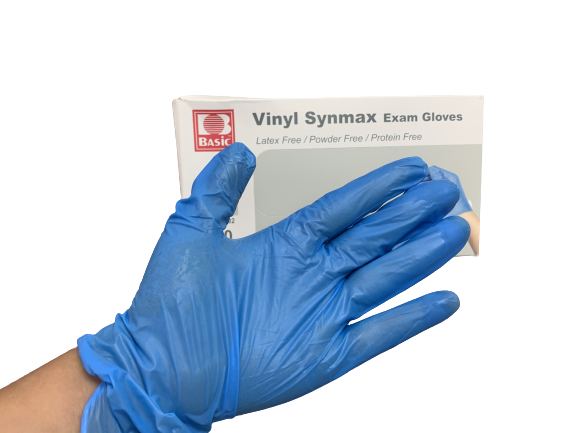 Vinyl Synmax Exam Gloves
BASIC
Latex Free / Powder Free / Protein Free